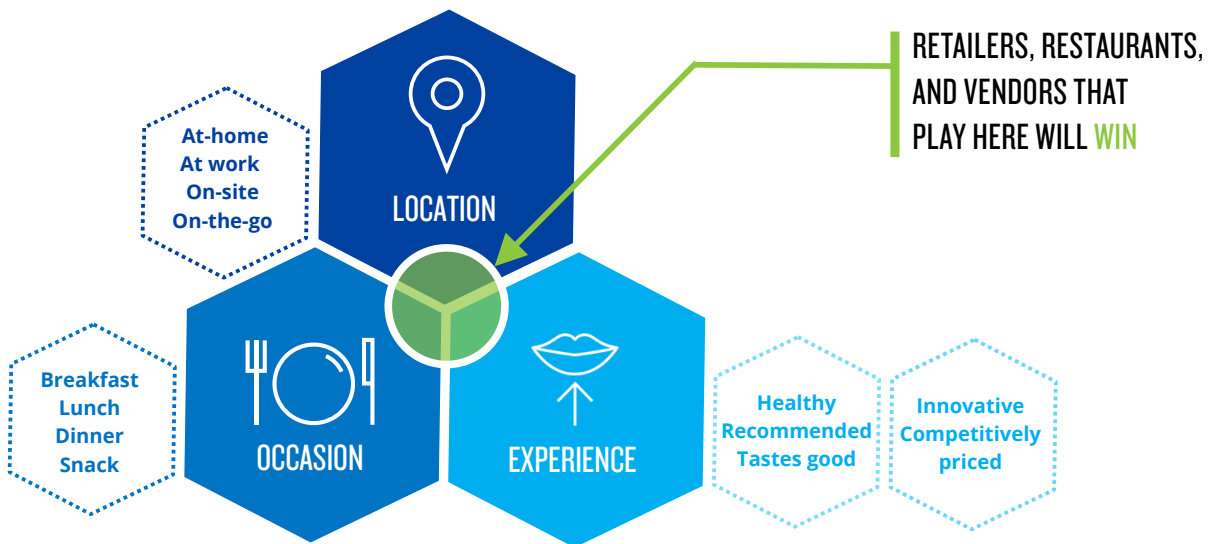 RETAILERS, RESTAURANTS,
AND VENDORS THAT
PLAY HERE WILL WIN
At-home
At work
On-site
On-the-go
LOCATION
Breakfast
Lunch
Dinner
Snack
OCCASION
EXPERIENCE
Healthy
Recommended
Tastes good
Innovative
Competitively
priced